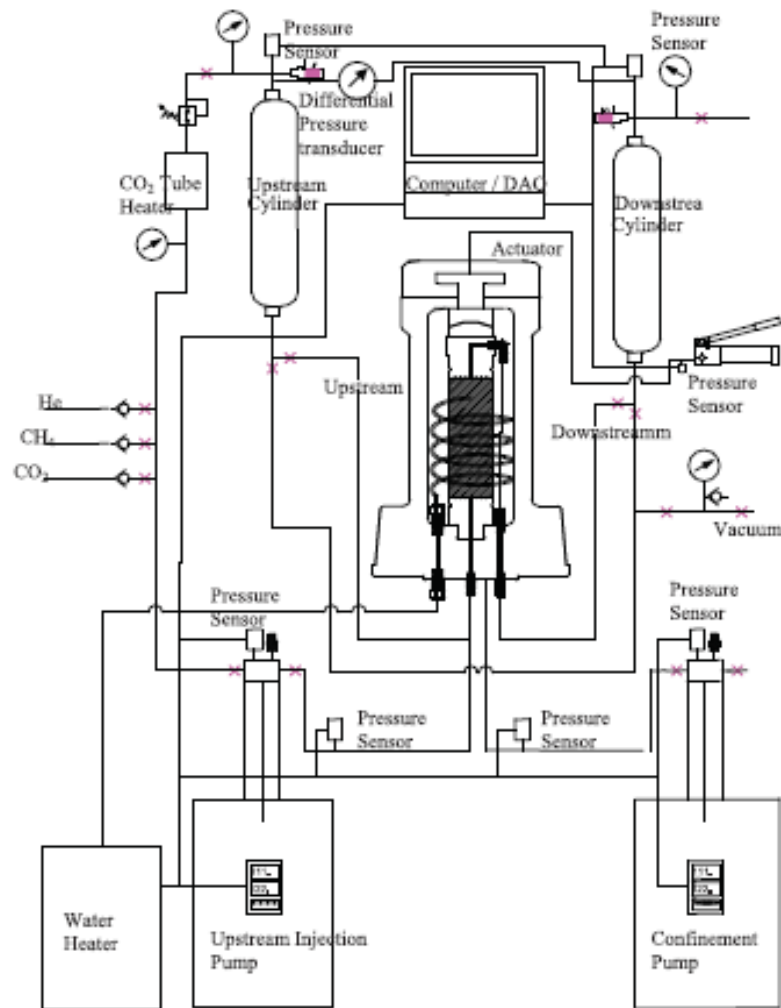 Pressure
Sensor
Pressure
Sensor
Differential
Pressure
transducer
CO₂ Tube
Heater
Upstream
Cylinder
Computer / DAQ
Downstrea
Cylinder
Actuator
Upstream
Pressure
Sensor
He
CH₄
CO₂
Downstreamm
Vacuum
Pressure
Sensor
Pressure
Sensor
Pressure
Sensor
Pressure
Sensor
Water
Heater
Upstream Injection
Pump
Confinement
Pump